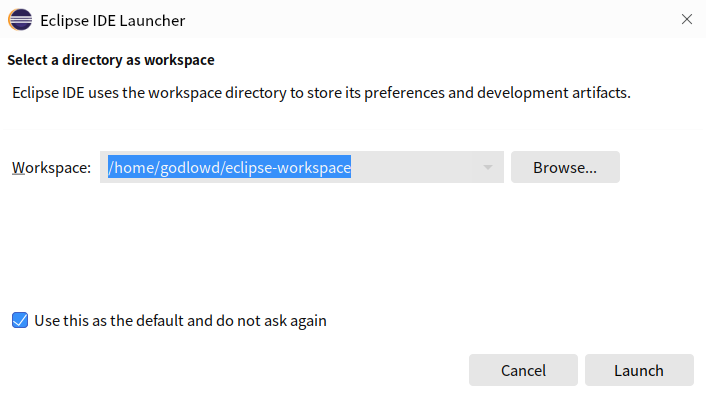 Eclipse IDE Launcher
Select a directory as workspace
Eclipse IDE uses the workspace directory to store its preferences and development artifacts.
Workspace: /home/godlowd/eclipse-workspace Browse...
Use this as the default and do not ask again
Cancel Launch